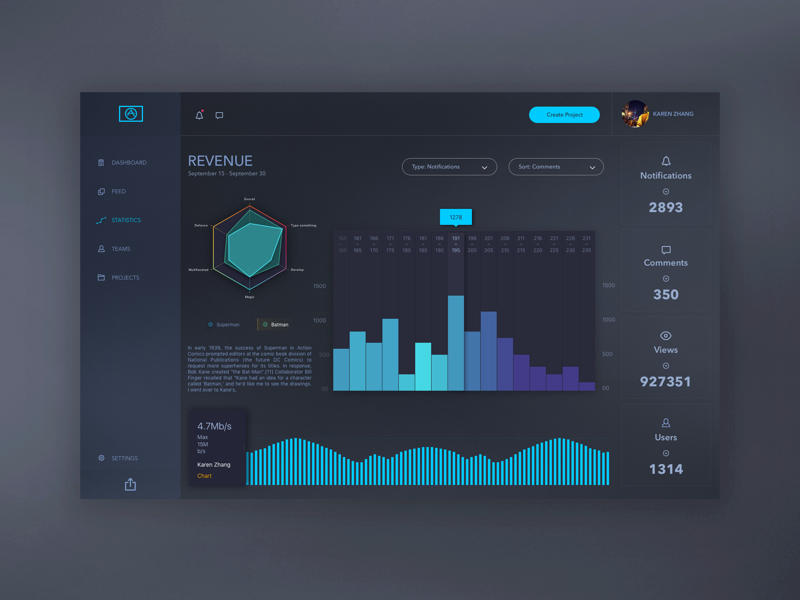 Create Project
KAREN ZHANG
DASHBOARD
FEED
STATISTICS
TEAMS
PROJECTS
SETTINGS
REVENUE
September 15 - September 30
Type: Notifications
Sort: Comments
Social
Defence
Type something
Multifaceted
Develop
Magic
Superman
Batman
In early 1939, the success of Superman in Action
Comics prompted editors at the comic book division of
National Publications (the future DC Comics) to
request more superheroes for its titles. In response,
Bob Kane created "the Bat-Man".[11] Collaborator Bill
Finger recalled that "Kane had an idea for a character
called 'Batman,' and he'd like me to see the drawings.
I went over to Kane's,
1278
161 166 171 176 181 186 191 196 201 206 211 216 221 226 231
165 170 175 180 185 190 195 200 205 210 215 220 225 230 235
1500
1000
500
00
1500
1000
500
00
4.7Mb/s
Max
15M
b/s
Karen Zhang
Chart
Notifications
2893
Comments
350
Views
927351
Users
1314